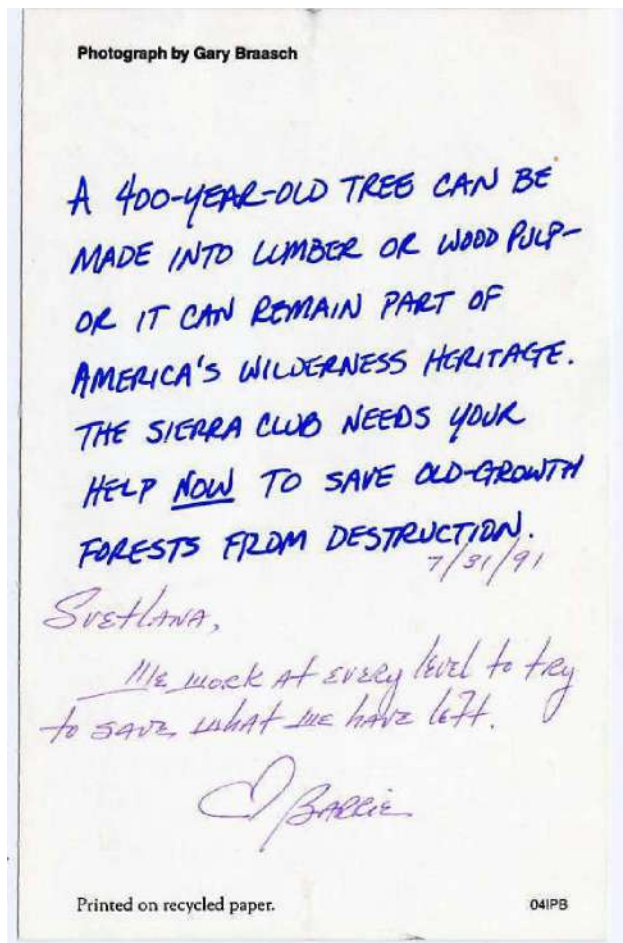 Photograph by Gary Braasch
A 400-YEAR-OLD TREE CAN BE
MADE INTO LUMBER OR WOOD PULP-
OR IT CAN REMAIN PART OF
AMERICA'S WILDERNESS HERITAGE.
THE SIERRA CLUB NEEDS YOUR
HELP NOW TO SAVE OLD-GROWTH
FORESTS FROM DESTRUCTION.
7/31/91
Svetlana,
We work at every level to try
to save what we have left.
Barrie
Printed on recycled paper.
04IPB